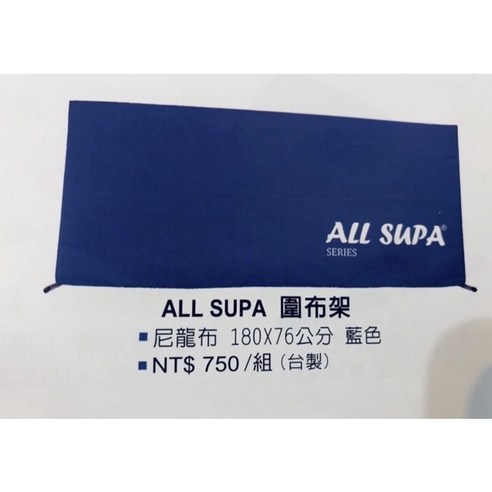 ALL SUPA®
SERIES
ALL SUPA 圍布架
▪尼龍布 180X76公分 藍色
▪NT$ 750/組(台製)